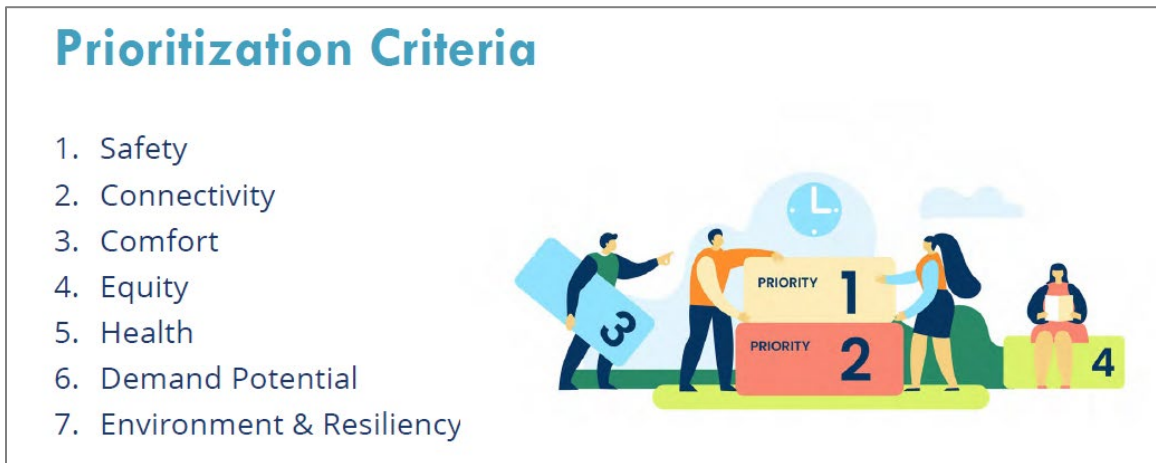 Prioritization Criteria
1. Safety
2. Connectivity
3. Comfort
4. Equity
5. Health
6. Demand Potential
7. Environment & Resiliency
PRIORITY 1
3
PRIORITY 2
4